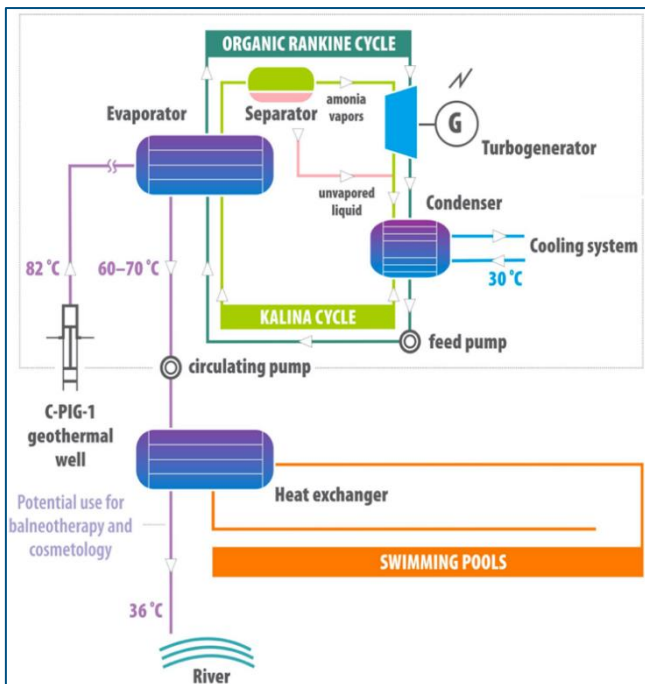 ORGANIC RANKINE CYCLE
Evaporator
Separator
amonia
vapors
G
Turbogenerator
unvapored
liquid
Condenser
Cooling system
82 °C
60–70 °C
30 °C
KALINA CYCLE
feed pump
circulating pump
C-PIG-1
geothermal
well
Heat exchanger
Potential use for
balneotherapy and
cosmetology
SWIMMING POOLS
36 °C
River